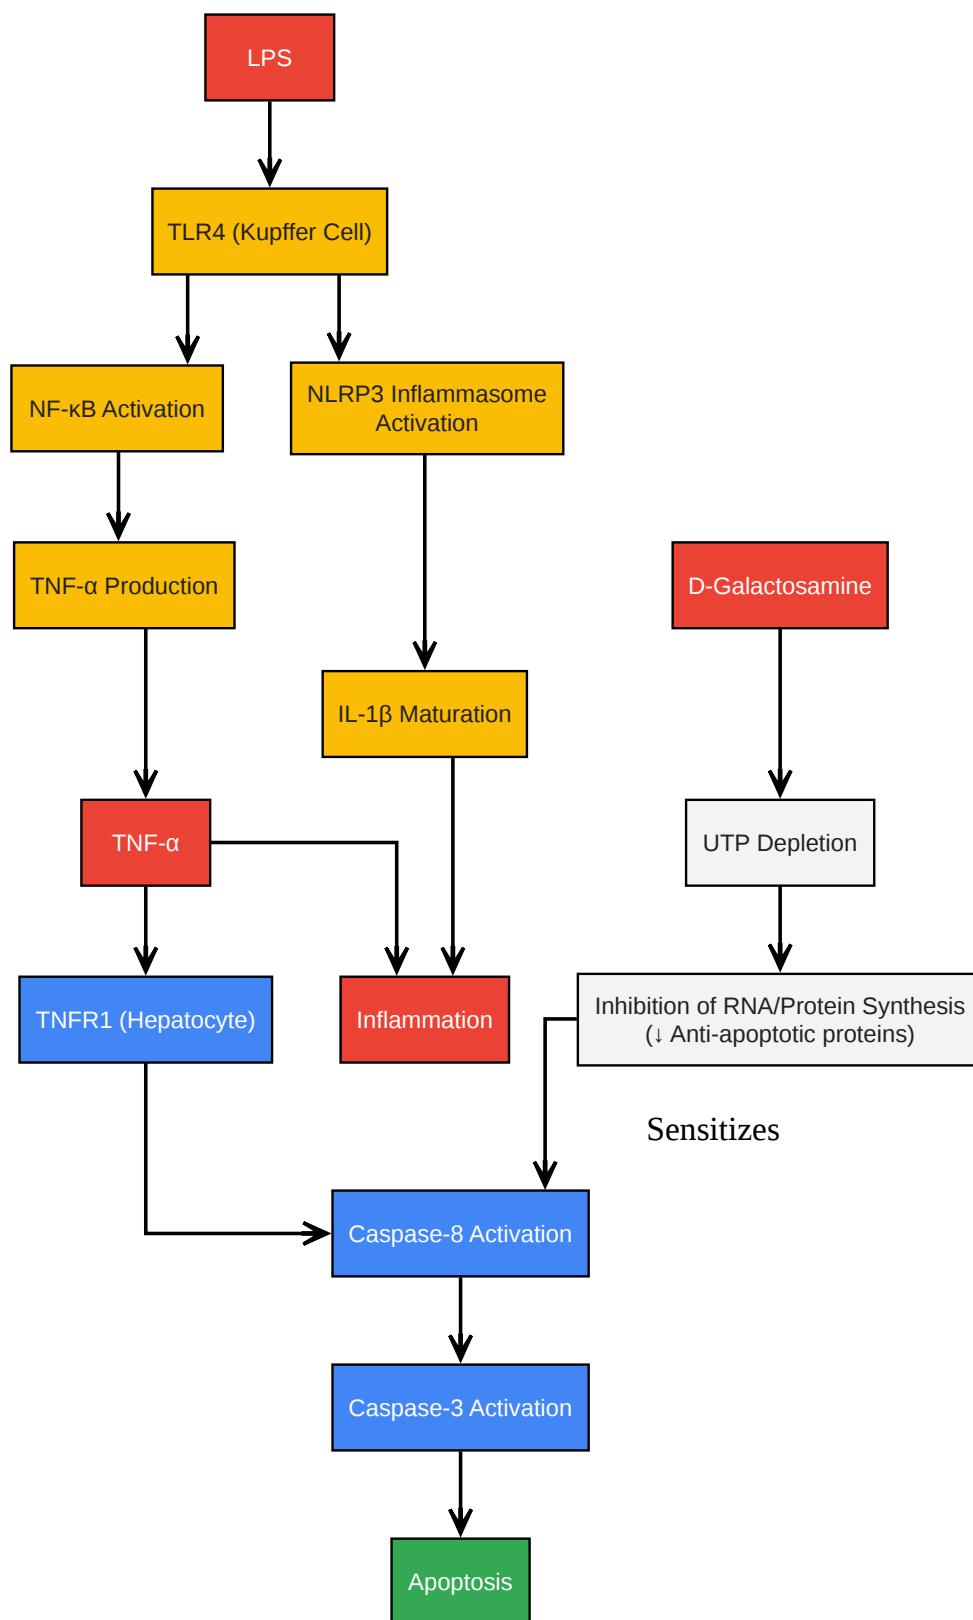 LPS
TLR4 (Kupffer Cell)
NF-κB Activation
NLRP3 Inflammasome
Activation
TNF-α Production
D-Galactosamine
IL-1β Maturation
TNF-α
UTP Depletion
TNFR1 (Hepatocyte)
Inflammation
Inhibition of RNA/Protein Synthesis
(↓ Anti-apoptotic proteins)
Sensitizes
Caspase-8 Activation
Caspase-3 Activation
Apoptosis